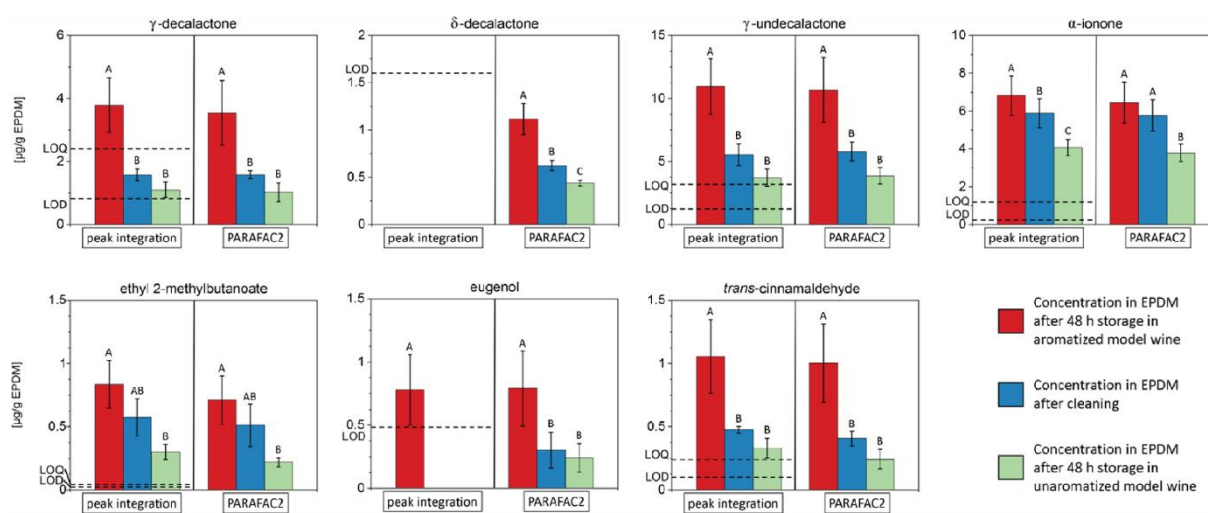 γ-decalactone
6
4
2
0
[µg/g EPDM]
LOQ
LOD
A
B
B
A
B
B
peak integration
PARAFAC2
δ-decalactone
2
1.5
1
0.5
0
LOD
A
B
C
peak integration
PARAFAC2
γ-undecalactone
15
10
5
0
LOQ
LOD
A
B
B
A
B
B
peak integration
PARAFAC2
α-ionone
10
8
6
4
2
0
LOQ
LOD
A
B
C
A
A
B
peak integration
PARAFAC2
ethyl 2-methylbutanoate
1.5
1
0.5
0
[µg/g EPDM]
LOQ
LOD
A
AB
B
A
AB
B
peak integration
PARAFAC2
eugenol
1.5
1
0.5
0
LOD
A
A
B
B
peak integration
PARAFAC2
trans-cinnamaldehyde
1.5
1
0.5
0
LOQ
LOD
A
B
B
A
B
B
peak integration
PARAFAC2
Concentration in EPDM
after 48 h storage in
aromatized model wine
Concentration in EPDM
after cleaning
Concentration in EPDM
after 48 h storage in
unaromatized model wine